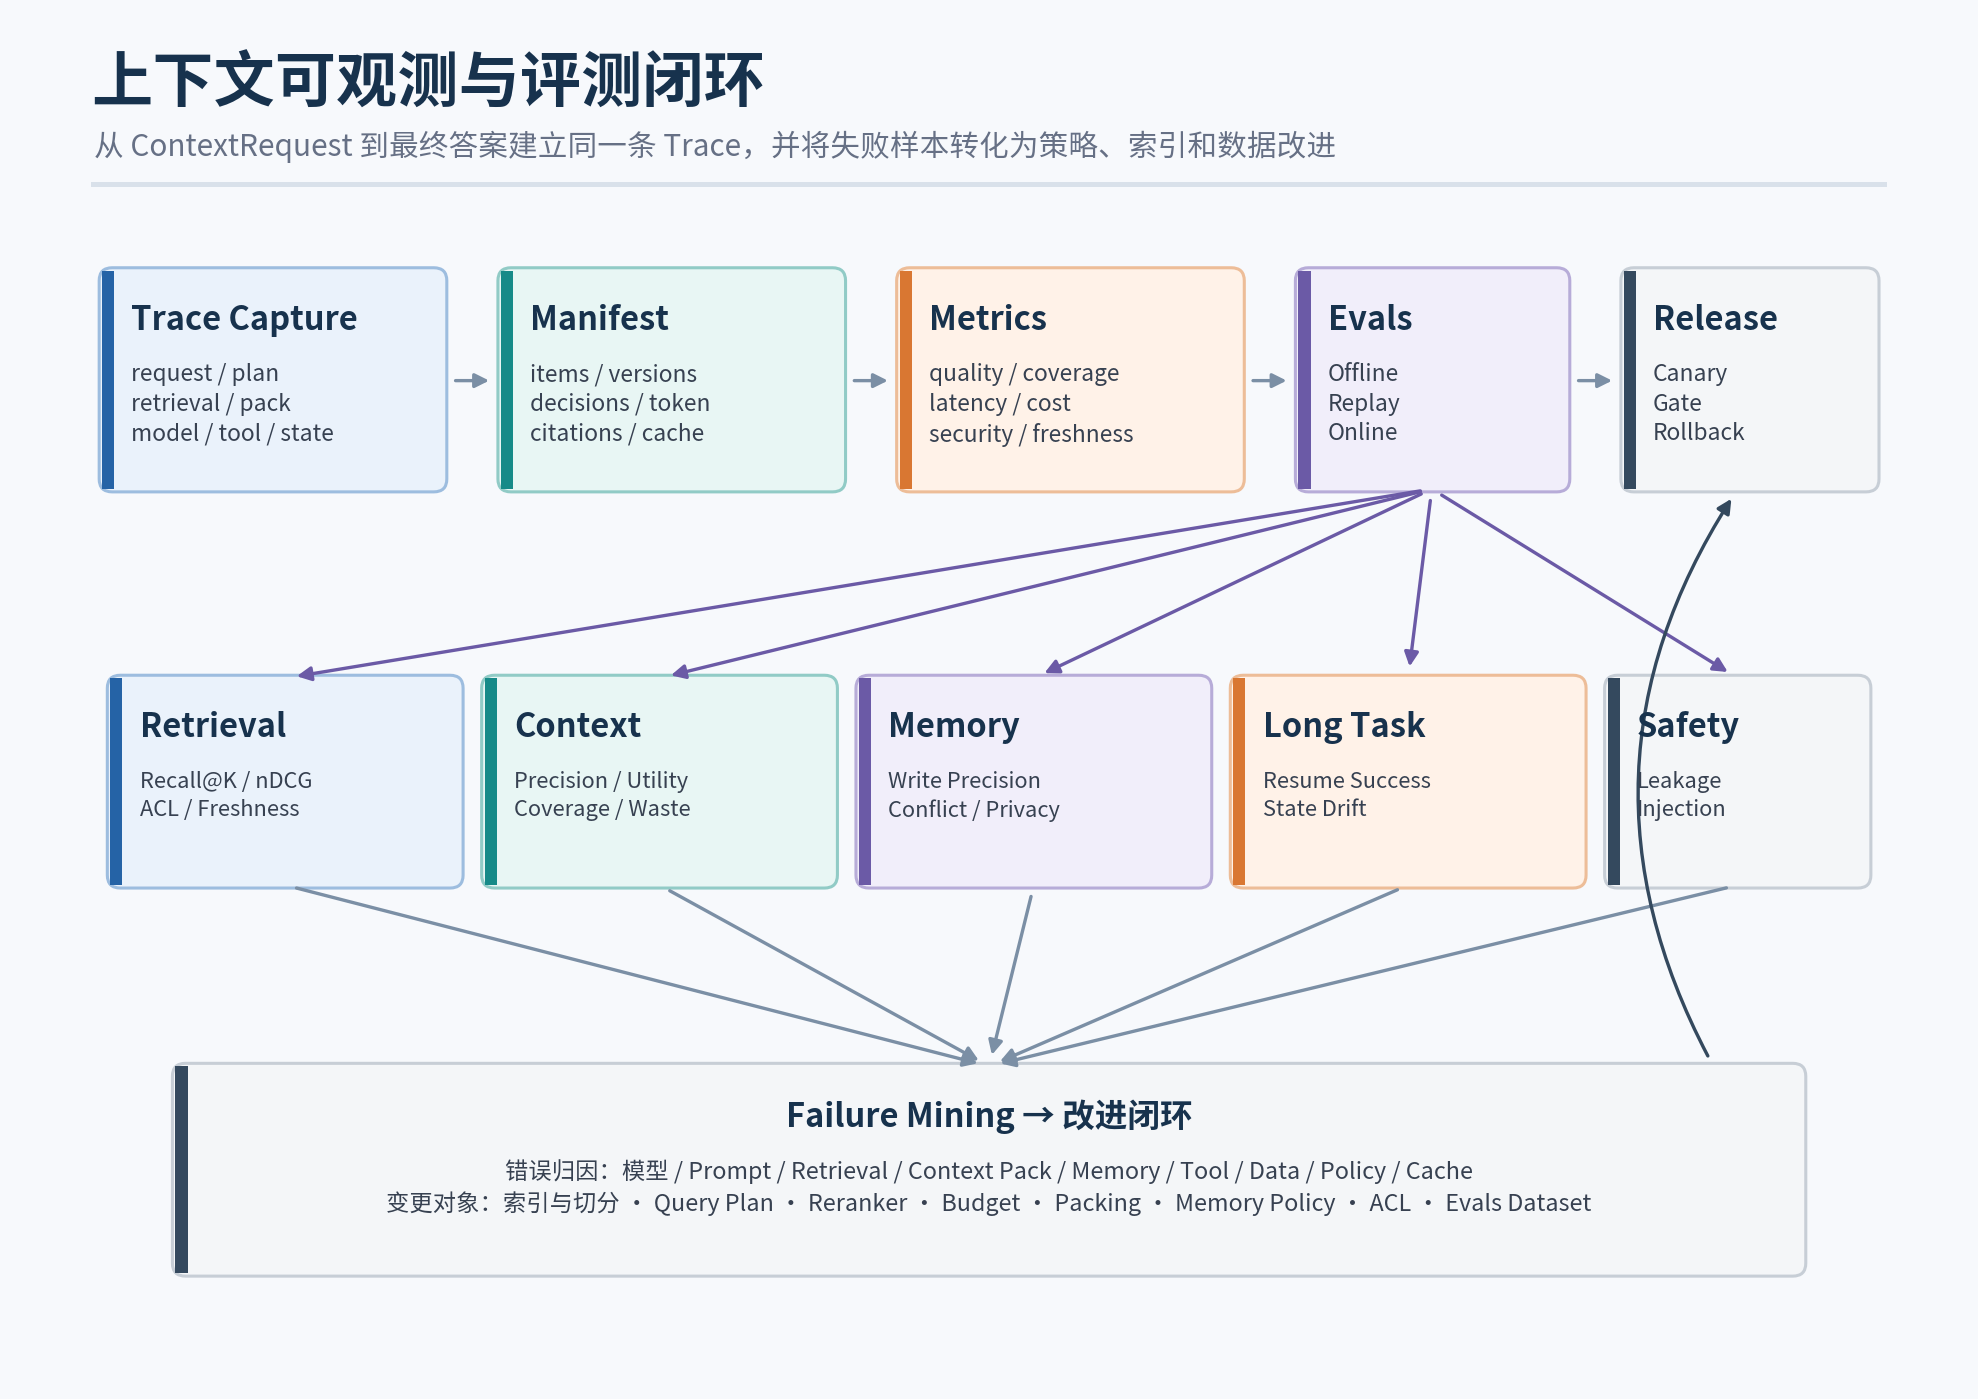 上下文可观测与评测闭环
从 ContextRequest 到最终答案建立同一条 Trace，并将失败样本转化为策略、索引和数据改进
Trace Capture
request / plan
retrieval / pack
model / tool / state
Manifest
items / versions
decisions / token
citations / cache
Metrics
quality / coverage
latency / cost
security / freshness
Evals
Offline
Replay
Online
Release
Canary
Gate
Rollback
Retrieval
Recall@K / nDCG
ACL / Freshness
Context
Precision / Utility
Coverage / Waste
Memory
Write Precision
Conflict / Privacy
Long Task
Resume Success
State Drift
Safety
Leakage
Injection
Failure Mining → 改进闭环
错误归因：模型 / Prompt / Retrieval / Context Pack / Memory / Tool / Data / Policy / Cache
变更对象：索引与切分 · Query Plan · Reranker · Budget · Packing · Memory Policy · ACL · Evals Dataset